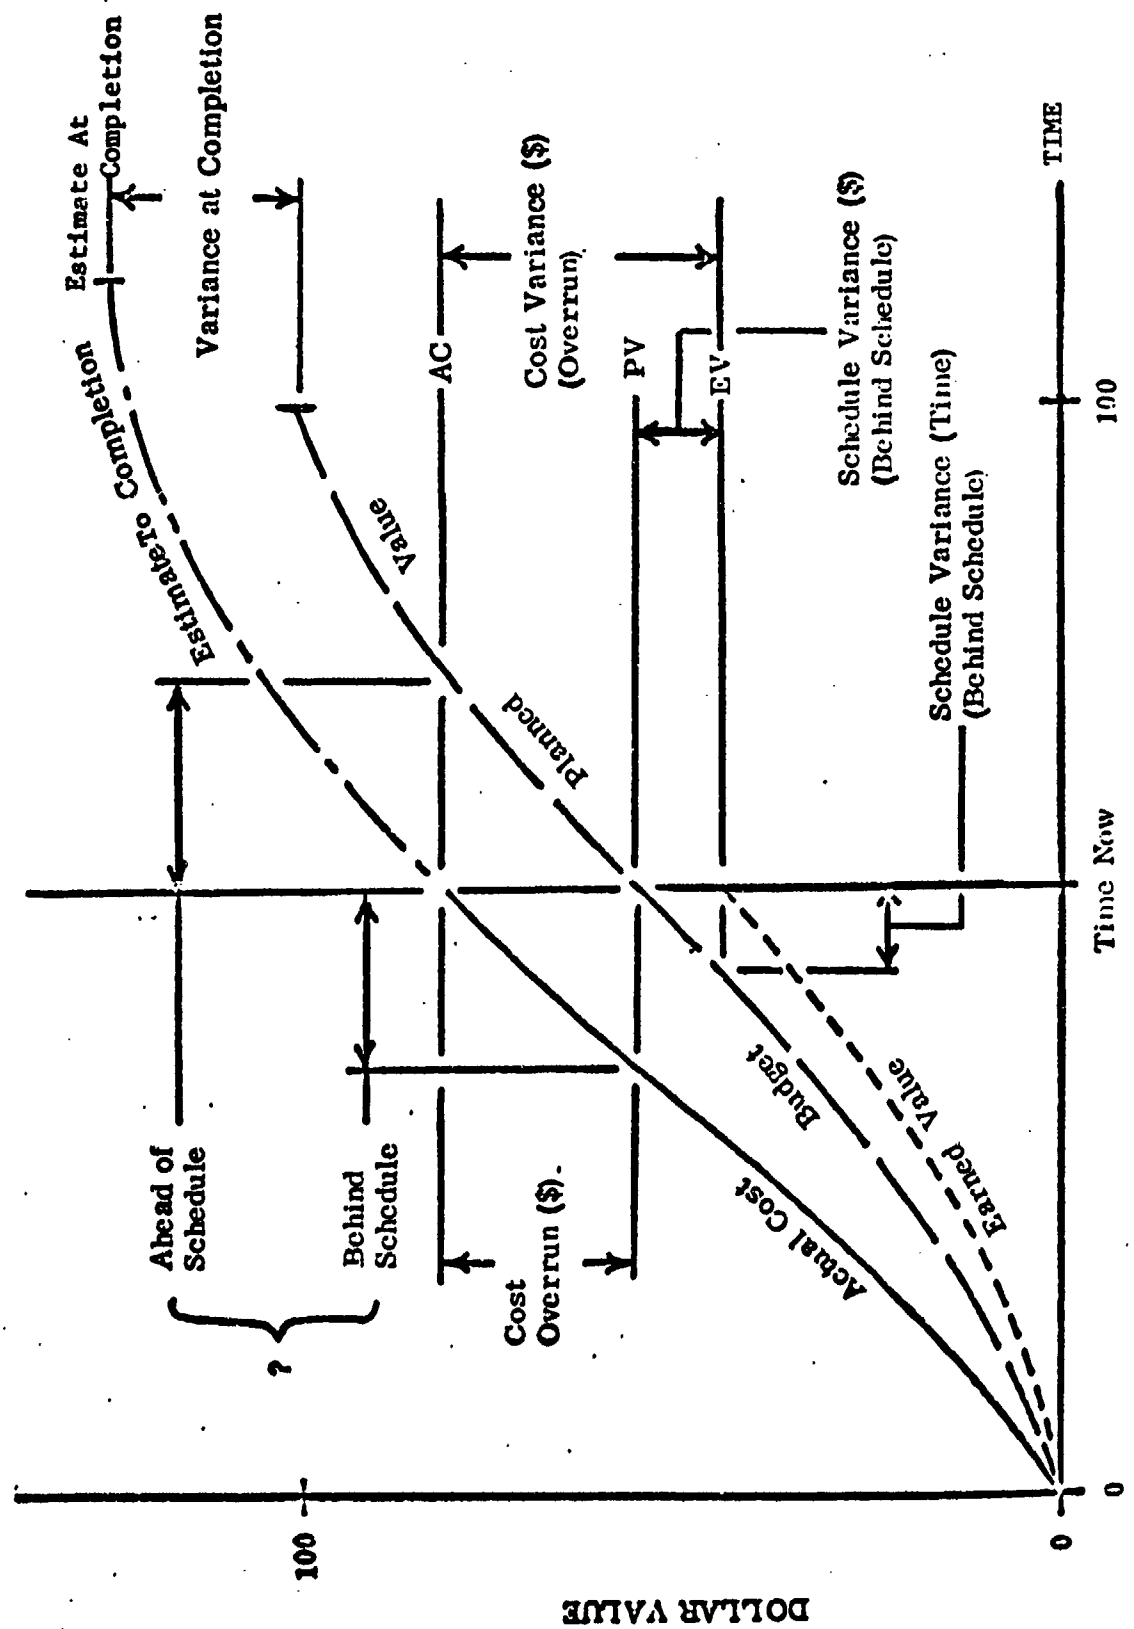 Estimate At
Completion
Variance at Completion
Estimate To Completion
Ahead of
Schedule
Behind
Schedule
?
100
AC
Value
Cost
Overrun ($).
Cost Variance ($)
(Overrun).
Planned
PV
EV
Budget
Actual Cost
Earned Value
Schedule Variance ($)
(Behind Schedule)
Schedule Variance (Time)
(Behind Schedule)
DOLLAR VALUE
0
TIME
0
Time Now
100